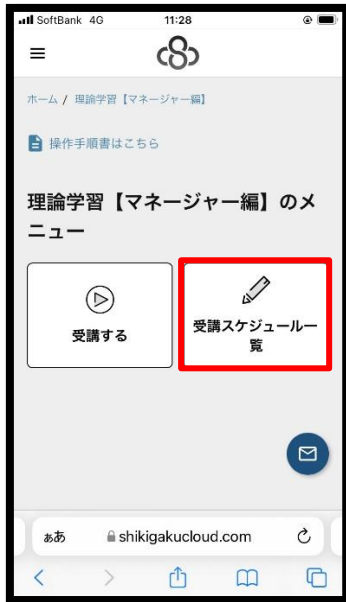 SoftBank 4G 11:28
ホーム / 理論学習【マネージャー編】
操作手順書はこちら
理論学習【マネージャー編】のメ
ニュー
受講する
受講スケジュール一
覧
ぁあ shikigakucloud.com